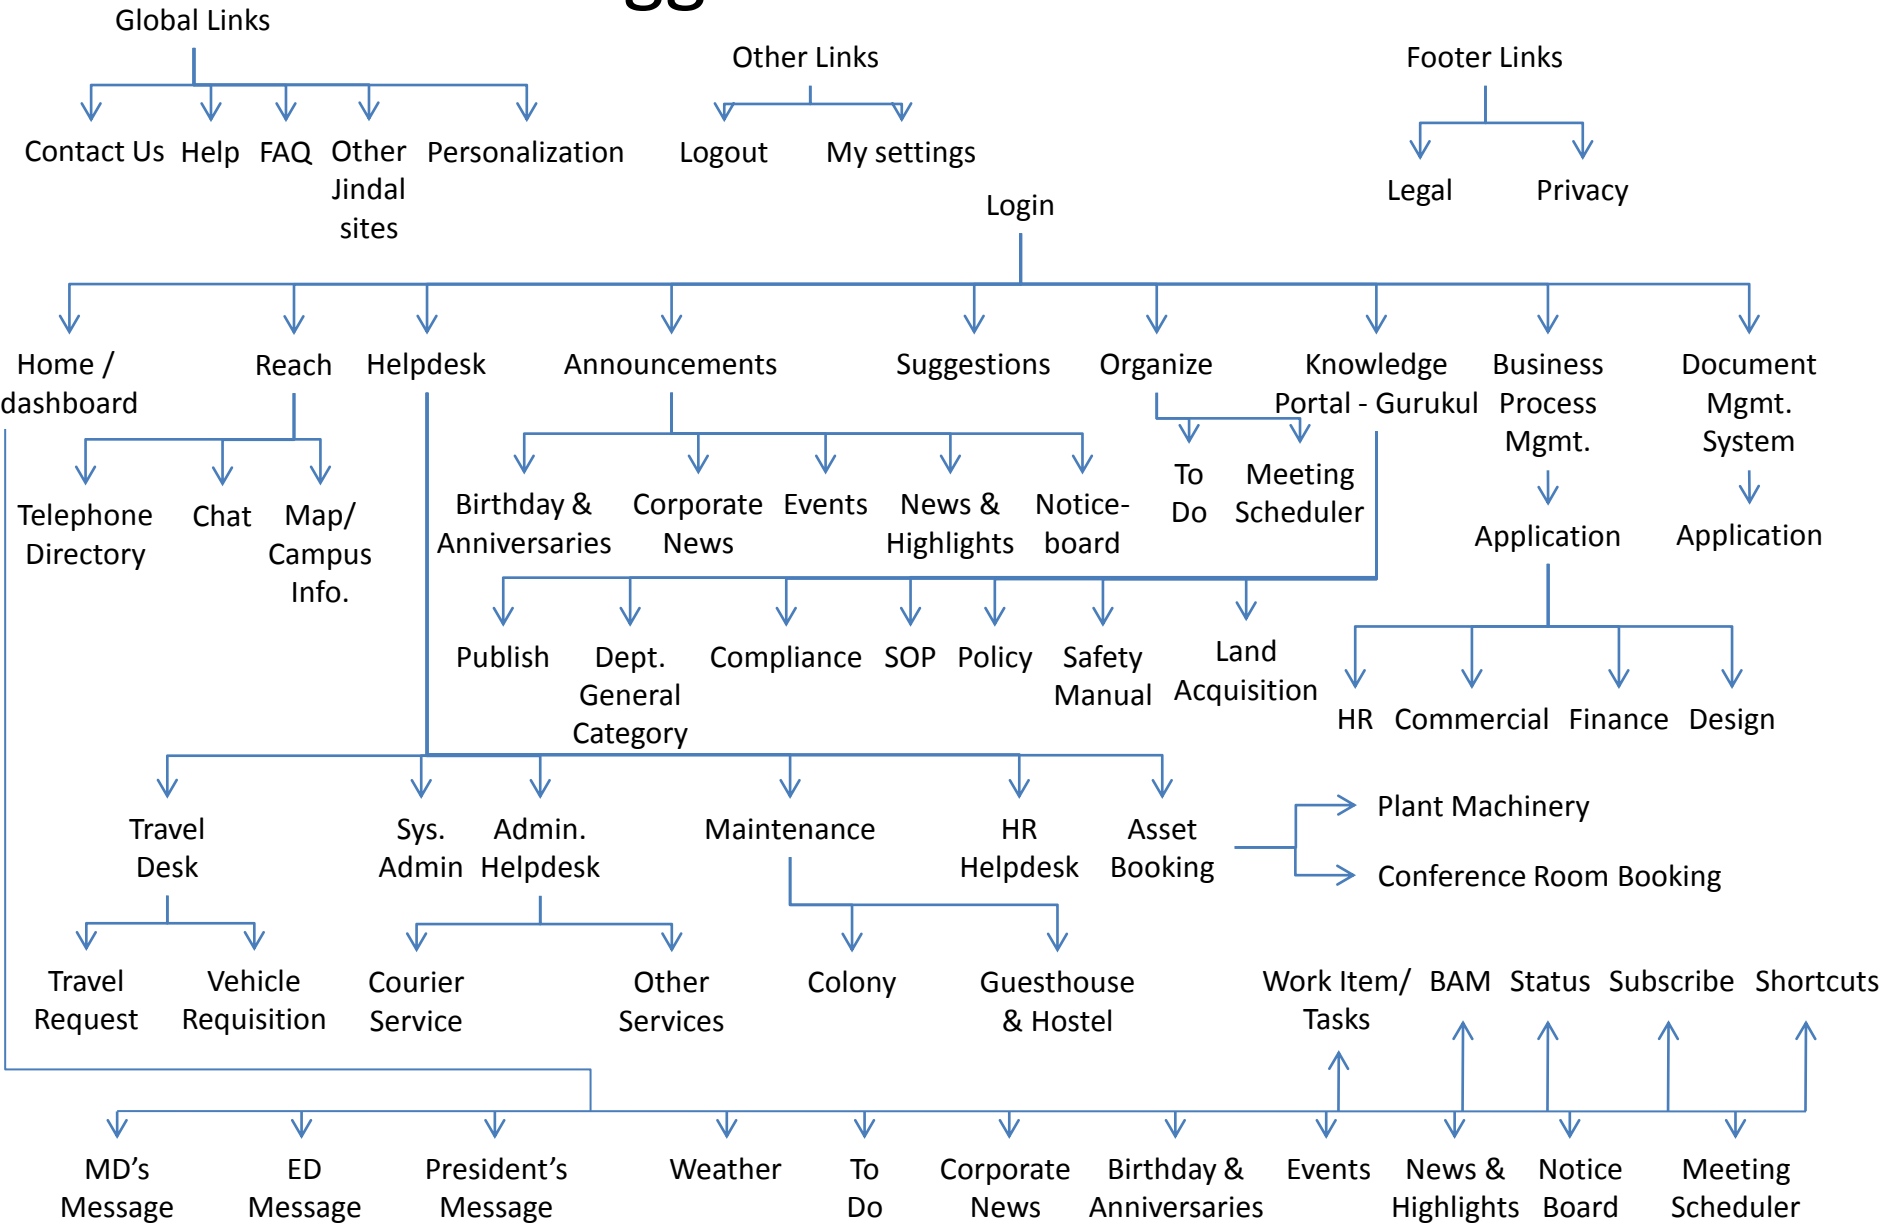 Global Links
Other Links
Footer Links
Contact Us Help FAQ Other Personalization
Jindal
sites
Logout My settings
Legal Privacy
Login
Home / Reach Helpdesk Announcements Suggestions Organize Knowledge Business Document
dashboard Portal - Gurukul Process Mgmt.
Mgmt. System
To Meeting
Do Scheduler
Telephone Chat Map/
Directory Campus
Info.
Birthday & Corporate Events News & Notice-
Anniversaries News Highlights board
Application Application
Publish Dept. Compliance SOP Policy Safety Land
General Manual Acquisition
Category
HR Commercial Finance Design
Travel Sys. Admin. Maintenance HR Asset
Desk Admin Helpdesk Helpdesk Booking
Plant Machinery
Conference Room Booking
Travel Vehicle Courier Other Colony Guesthouse
Request Requisition Service Services & Hostel
Work Item/ BAM Status Subscribe Shortcuts
Tasks
MD’s ED President’s Weather To Corporate Birthday & Events News & Notice Meeting
Message Message Message Do News Anniversaries Highlights Board Scheduler